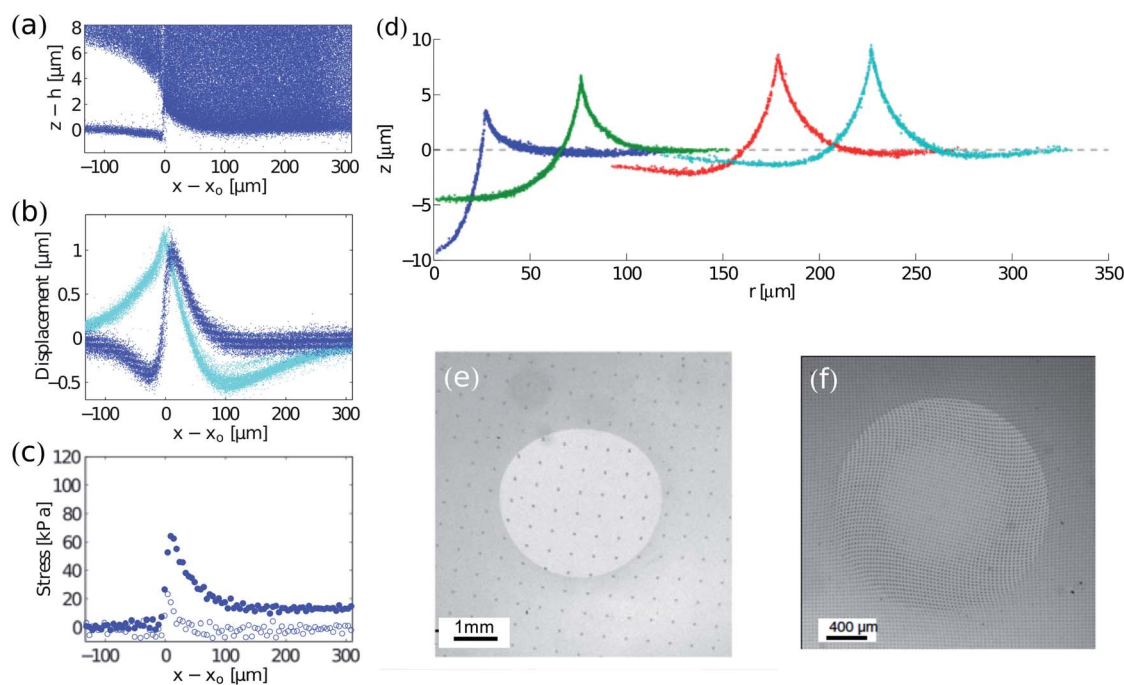 (a)
8
6
4
2
0
z − h [μm]
−100 0 100 200 300
x − xₒ [μm]
(b)
1
0.5
0
−0.5
Displacement [μm]
−100 0 100 200 300
x − xₒ [μm]
(c)
120
100
80
60
40
20
0
Stress [kPa]
−100 0 100 200 300
x − xₒ [μm]
(d)
10
5
0
−5
−10
z [μm]
0 50 100 150 200 250 300 350
r [μm]
(e)
1mm
(f)
400 μm